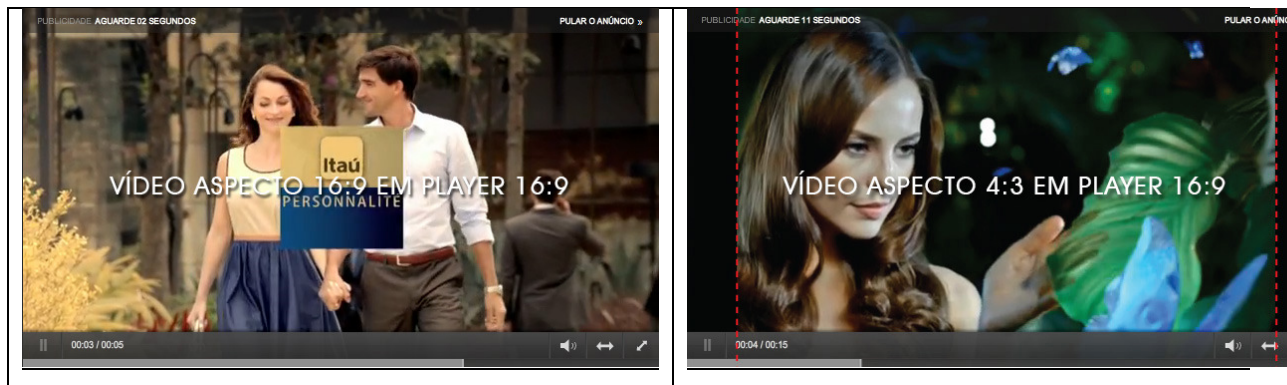 PUBLICIDADE AGUARDE 02 SEGUNDOS
PULAR O ANÚNCIO »
Itaú
VÍDEO ASPECTO 16:9 EM PLAYER 16:9
PERSONNALITÉ
00:03 / 00:05
PUBLICIDADE AGUARDE 11 SEGUNDOS
PULAR O ANÚNC
VÍDEO ASPECTO 4:3 EM PLAYER 16:9
00:04 / 00:15